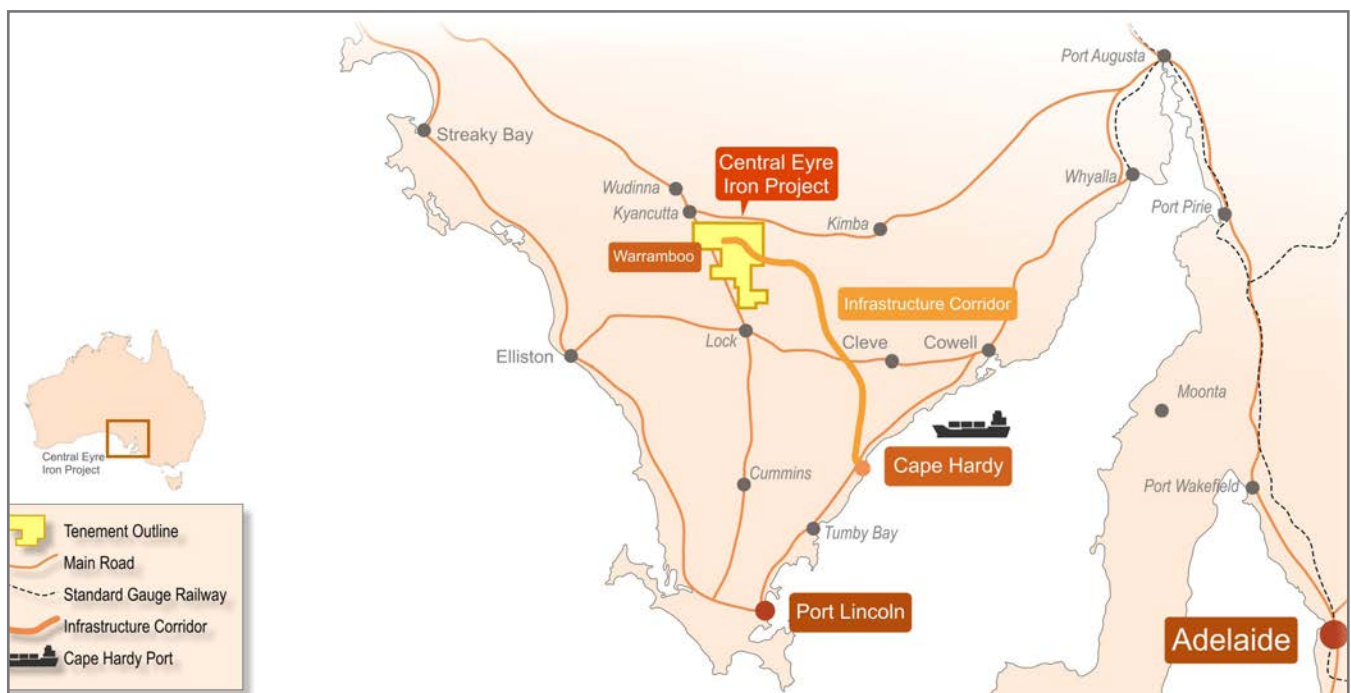 Port Augusta
Streaky Bay
Central Eyre
Iron Project
Wudinna
Whyalla
Kyancutta
Port Pirie
Kimba
Warramboo
Infrastructure Corridor
Lock
Cleve
Cowell
Elliston
Moonta
Central Eyre
Iron Project
Cape Hardy
Cummins
Port Wakefield
Tumby Bay
Tenement Outline
Main Road
Standard Gauge Railway
Infrastructure Corridor
Cape Hardy Port
Port Lincoln
Adelaide